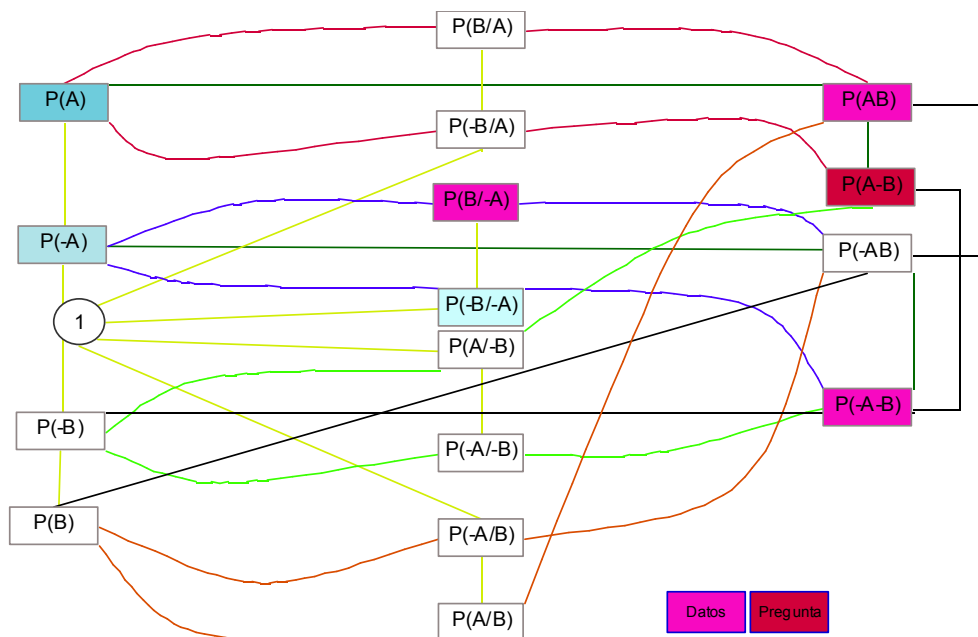 P(B/A)
P(A)
P(AB)
P(-B/A)
P(A-B)
P(B/-A)
P(-A)
P(-AB)
P(-B/-A)
1
P(A/-B)
P(-A-B)
P(-B)
P(-A/-B)
P(B)
P(-A/B)
P(A/B)
Datos
Pregunta